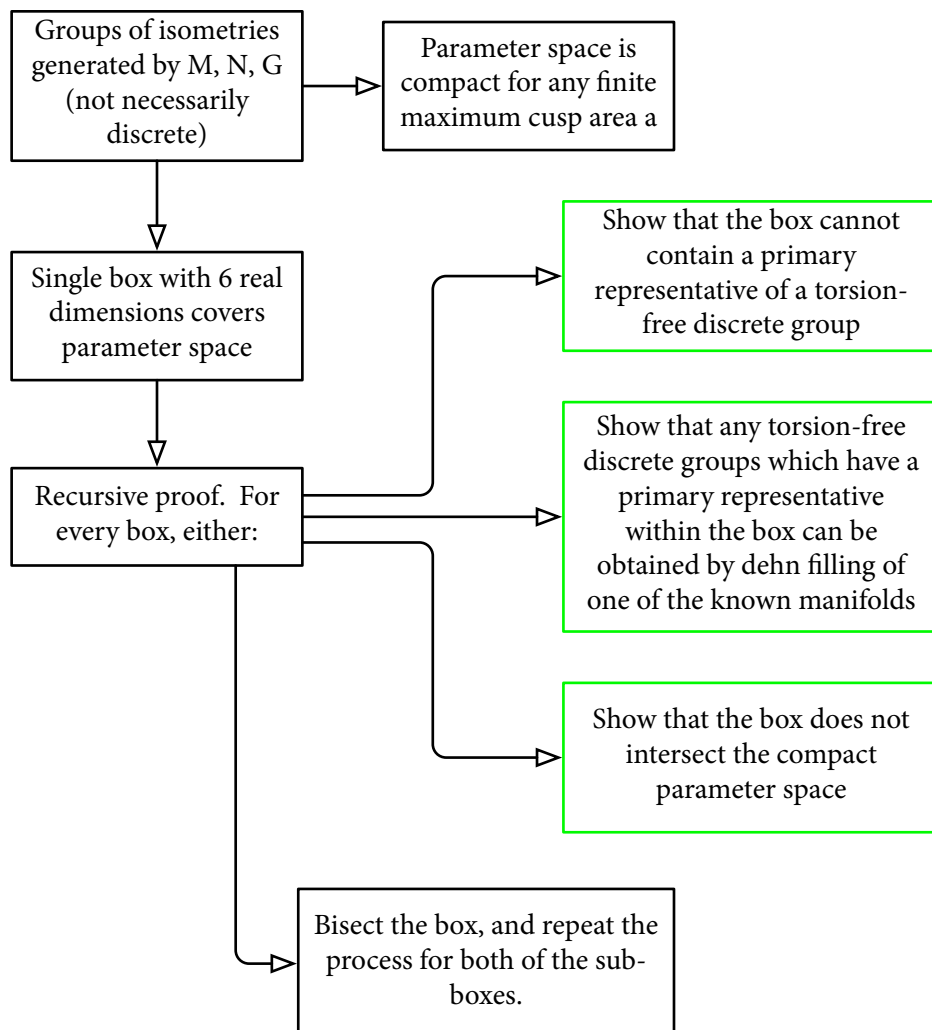 Groups of isometries
generated by M, N, G
(not necessarily
discrete)
Parameter space is
compact for any finite
maximum cusp area a
Single box with 6 real
dimensions covers
parameter space
Recursive proof.  For
every box, either:
Show that the box cannot
contain a primary
representative of a torsion-
free discrete group
Show that any torsion-free
discrete groups which have a
primary representative
within the box can be
obtained by dehn filling of
one of the known manifolds
Show that the box does not
intersect the compact
parameter space
Bisect the box, and repeat the
process for both of the sub-
boxes.